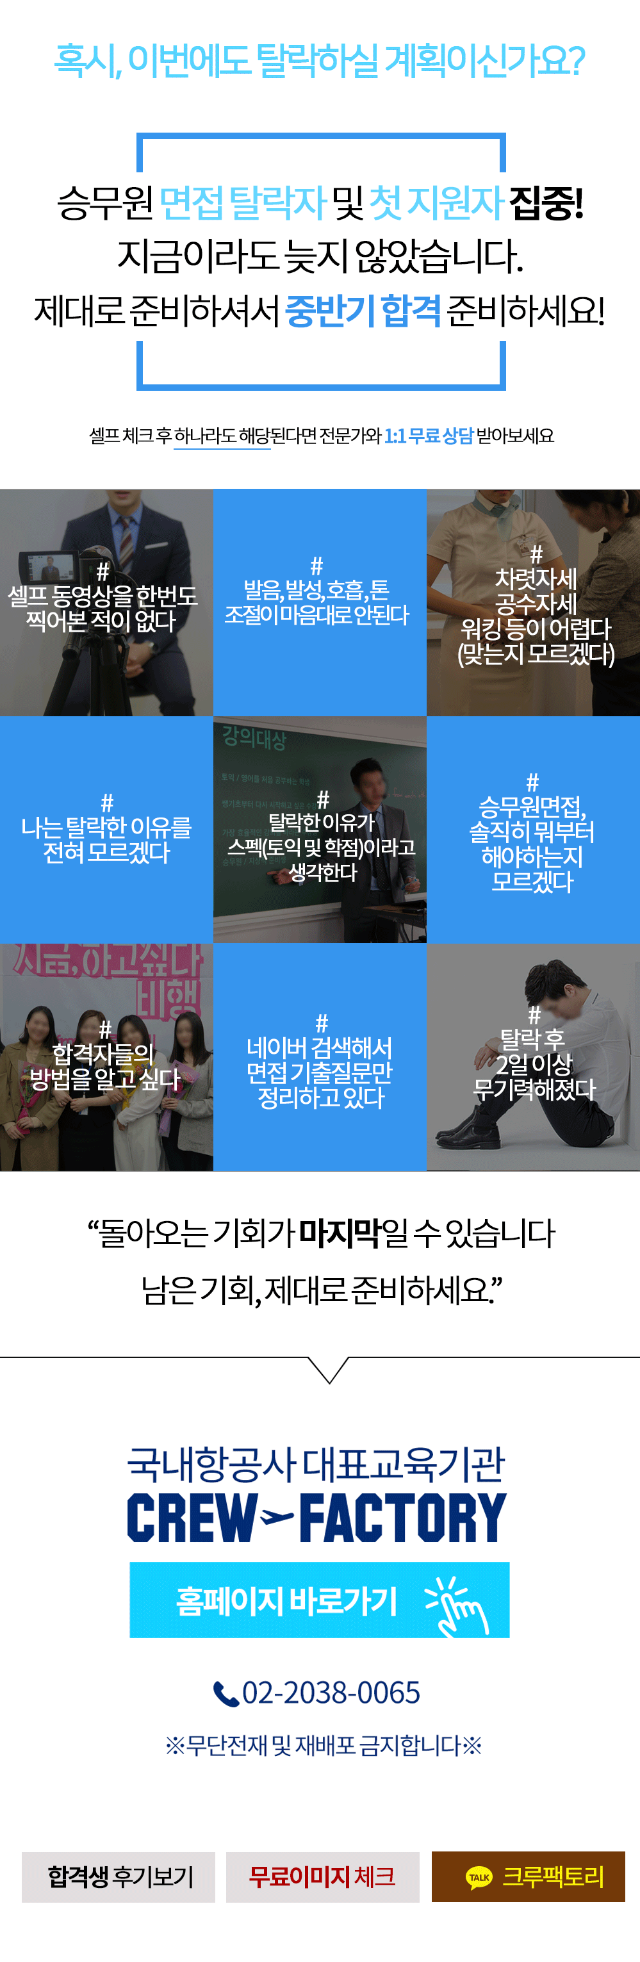 혹시, 이번에도 탈락하실 계획이신가요?
승무원 면접 탈락자 및 첫 지원자 집중!
지금이라도 늦지 않았습니다.
제대로 준비하셔서 중반기 합격 준비하세요!
셀프 체크 후 하나라도 해당된다면 전문가와 1:1 무료 상담 받아보세요
#
셀프 동영상을 한번도
찍어본 적이 없다
#
발음, 발성, 호흡, 톤
조절이 마음대로 안된다
#
차렷자세
공수자세
워킹 등이 어렵다
(맞는지 모르겠다)
#
나는 탈락한 이유를
전혀 모르겠다
강의대상
#
탈락한 이유가
스펙(토익 및 학점)이라고
생각한다
#
승무원면접,
솔직히 뭐부터
해야하는지
모르겠다
지금, 하고싶다
비행
#
합격자들의
방법을 알고 싶다
#
네이버 검색해서
면접 기출질문만
정리하고 있다
#
탈락 후
2일 이상
무기력해졌다
“돌아오는 기회가 마지막일 수 있습니다
남은 기회, 제대로 준비하세요.”
국내항공사 대표교육기관
CREW FACTORY
홈페이지 바로가기
02-2038-0065
※무단전재 및 재배포 금지합니다※
합격생 후기보기
무료이미지 체크
TALK 크루팩토리